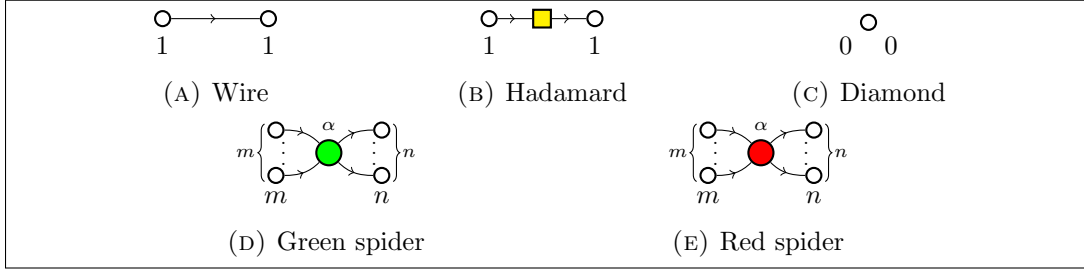 1 1 1 1 0 0
(A) Wire (B) Hadamard (C) Diamond
α α
m n m n
m n m n
(D) Green spider (E) Red spider